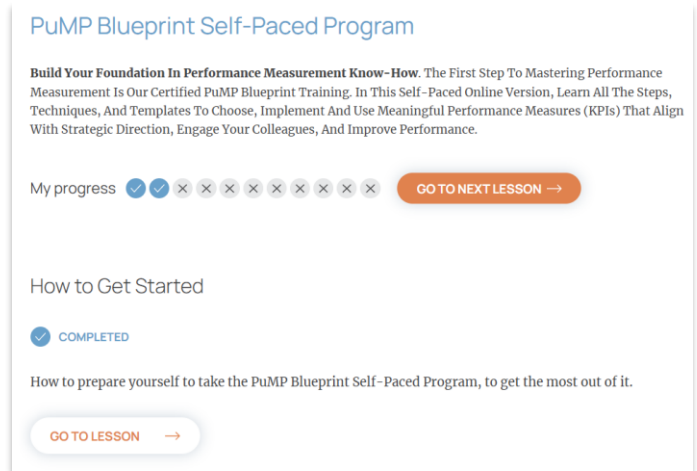 PuMP Blueprint Self-Paced Program
Build Your Foundation In Performance Measurement Know-How. The First Step To Mastering Performance
Measurement Is Our Certified PuMP Blueprint Training. In This Self-Paced Online Version, Learn All The Steps,
Techniques, And Templates To Choose, Implement And Use Meaningful Performance Measures (KPIs) That Align
With Strategic Direction, Engage Your Colleagues, And Improve Performance.
My progress GO TO NEXT LESSON →
How to Get Started
COMPLETED
How to prepare yourself to take the PuMP Blueprint Self-Paced Program, to get the most out of it.
GO TO LESSON →